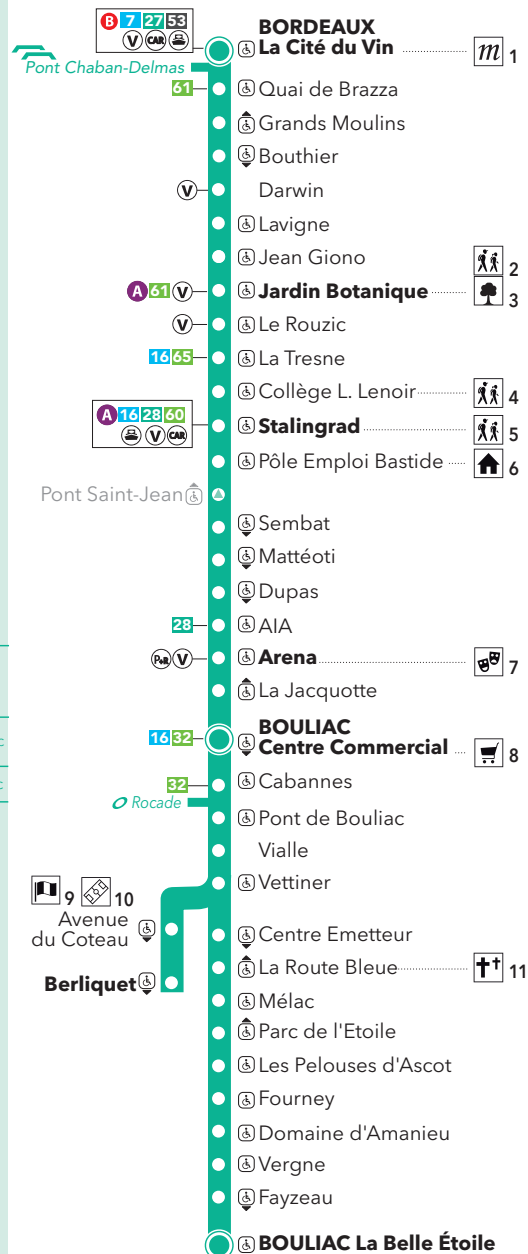 B 7 27 53
V CAR
BORDEAUX
La Cité du Vin m 1
Pont Chaban-Delmas
61 Quai de Brazza
Grands Moulins
Bouthier
V Darwin
Lavigne
Jean Giono 2
A 61 V Jardin Botanique 3
V Le Rouzic
16 65 La Tresne
Collège L. Lenoir 4
A 16 28 60
V CAR
Stalingrad 5
Pôle Emploi Bastide 6
Pont Saint-Jean
Sembat
Mattéoti
Dupas
28 AIA
P+R V Arena 7
La Jacquotte
BOULIAC
16 32 Centre Commercial 8
32 Cabannes
Rocade
Pont de Bouliac
Vialle
Vettiner
9 10
Avenue
du Coteau
Centre Emetteur
La Route Bleue 11
Berliquet
Mélac
Parc de l'Etoile
Les Pelouses d'Ascot
Fourney
Domaine d'Amanieu
Vergne
Fayzeau
BOULIAC La Belle Étoile